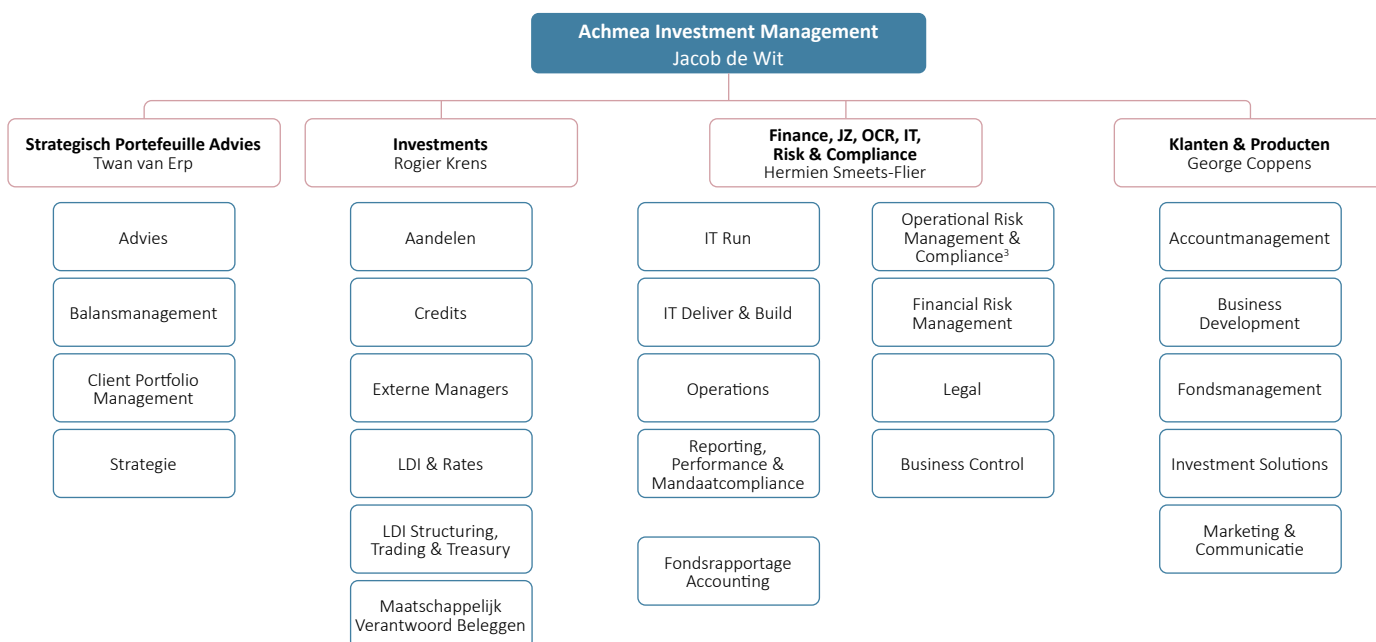 Achmea Investment Management
Jacob de Wit
Strategisch Portefeuille Advies
Twan van Erp
Investments
Rogier Krens
Finance, JZ, OCR, IT,
Risk & Compliance
Hermien Smeets-Flier
Klanten & Producten
George Coppens
Advies
Balansmanagement
Client Portfolio
Management
Strategie
Aandelen
Credits
Externe Managers
LDI & Rates
LDI Structuring,
Trading & Treasury
Maatschappelijk
Verantwoord Beleggen
IT Run
IT Deliver & Build
Operations
Reporting,
Performance &
Mandaatcompliance
Fondsrapportage
Accounting
Operational Risk
Management &
Compliance³
Financial Risk
Management
Legal
Business Control
Accountmanagement
Business
Development
Fondsmanagement
Investment Solutions
Marketing &
Communicatie